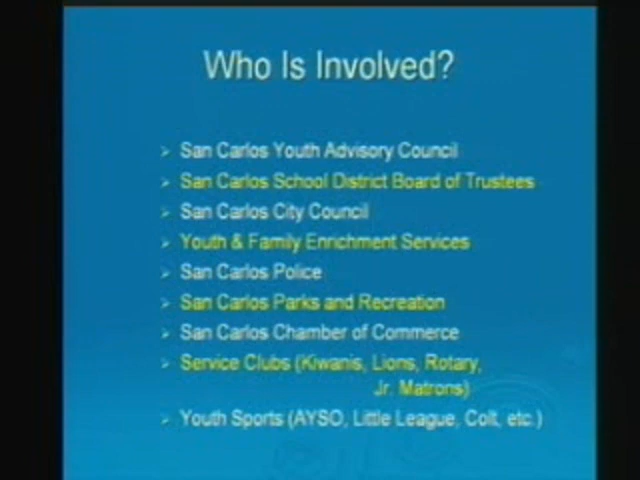 Who Is Involved?
San Carlos Youth Advisory Council
San Carlos School District Board of Trustees
San Carlos City Council
Youth & Family Enrichment Services
San Carlos Police
San Carlos Parks and Recreation
San Carlos Chamber of Commerce
Service Clubs (Kiwanis, Lions, Rotary,
Jr. Matrons)
Youth Sports (AYSO, Little League, Colt, etc.)